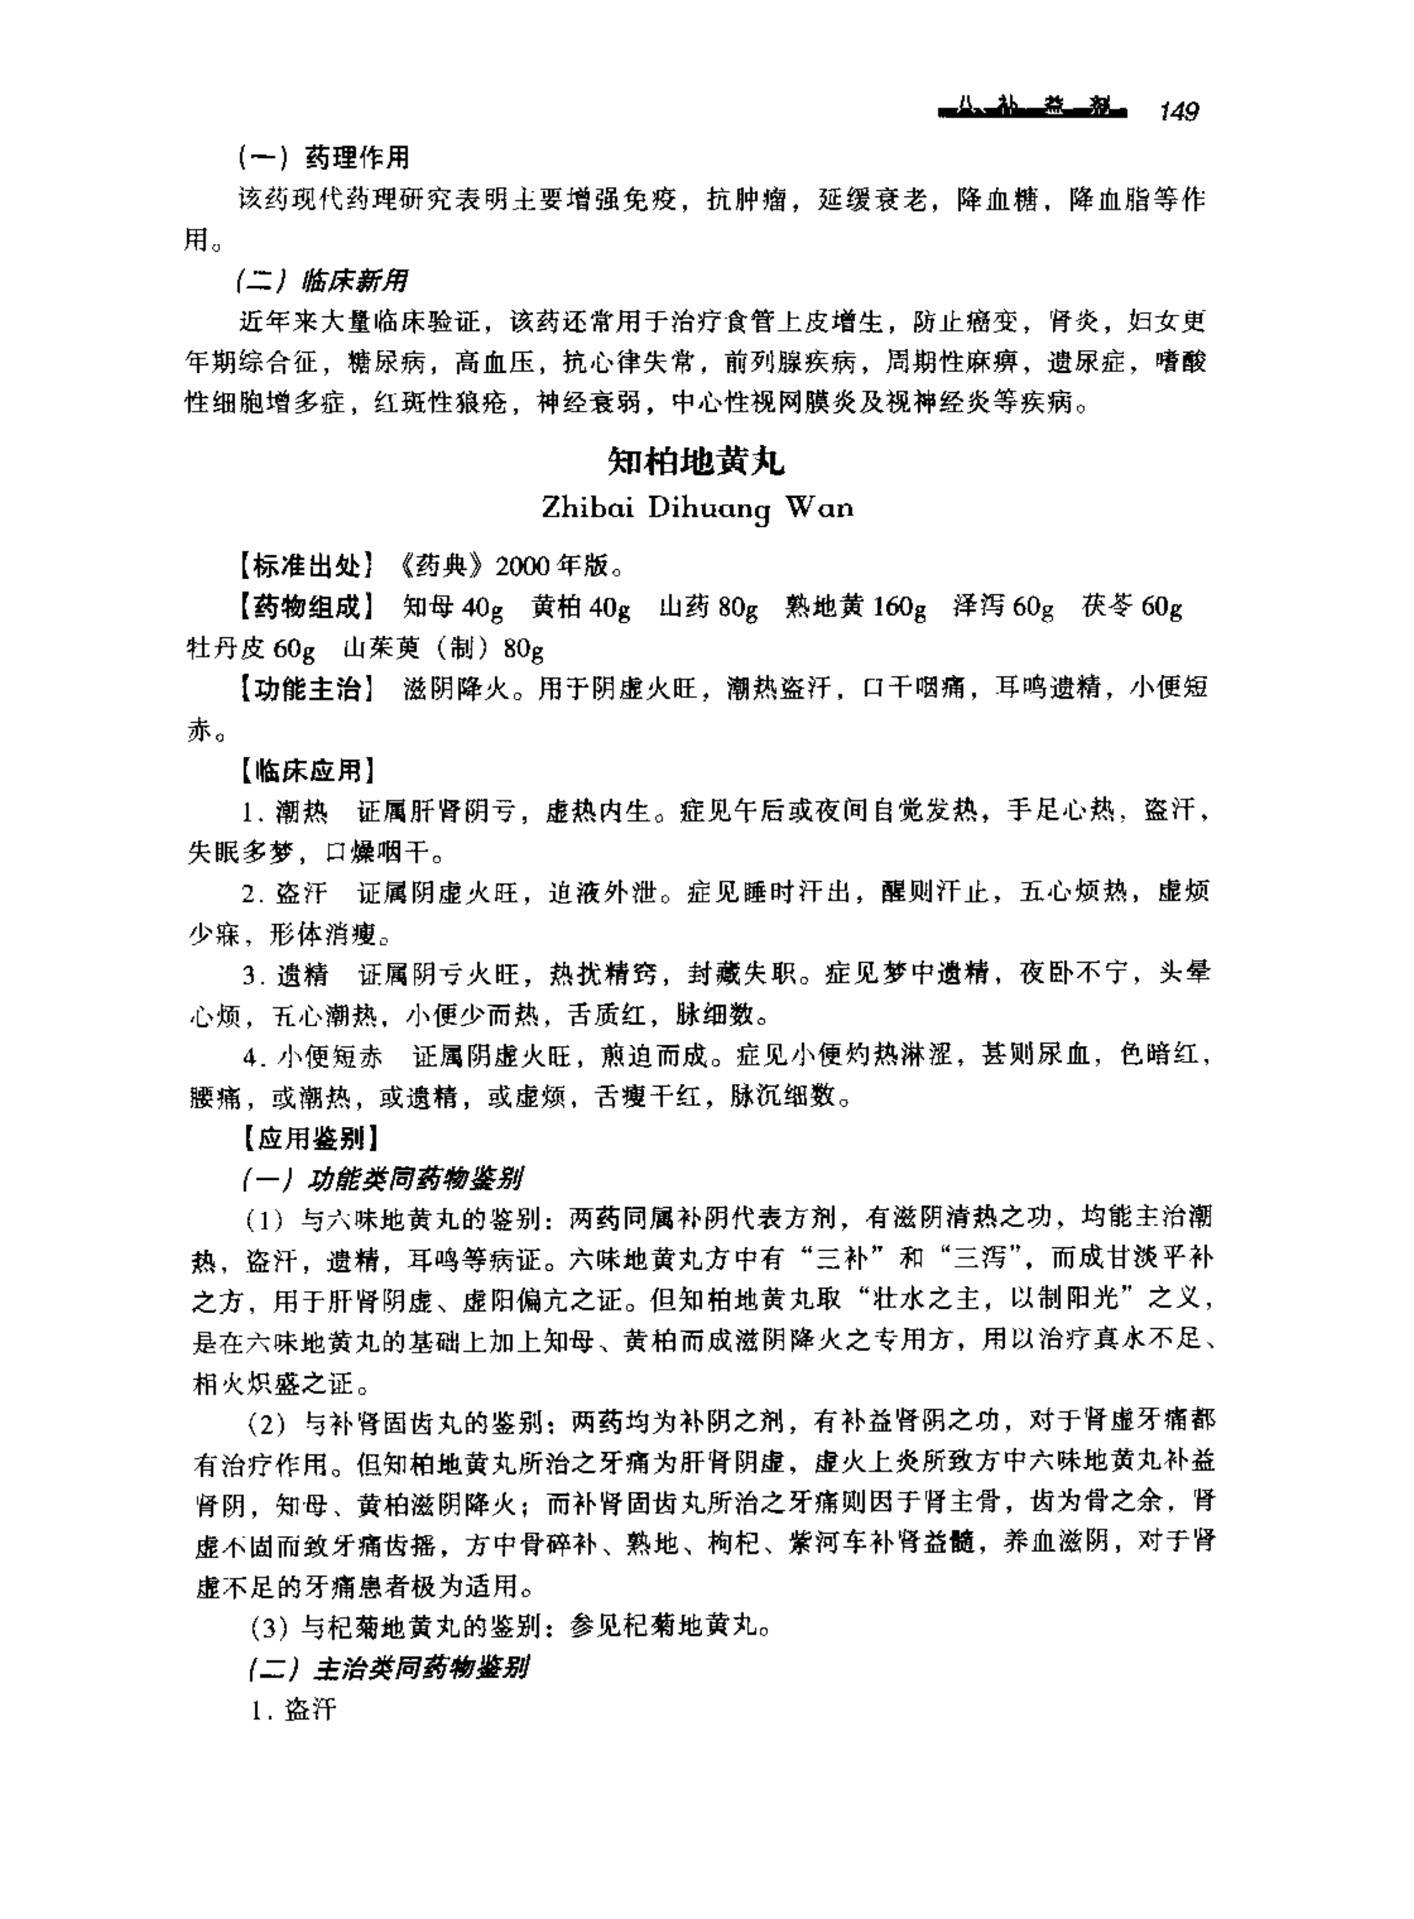 八、补益剂 149
（一）药理作用
该药现代药理研究表明主要增强免疫，抗肿瘤，延缓衰老，降血糖，降血脂等作
用。
（二）临床新用
近年来大量临床验证，该药还常用于治疗食管上皮增生，防止癌变，肾炎，妇女更
年期综合征，糖尿病，高血压，抗心律失常，前列腺疾病，周期性麻痹，遗尿症，嗜酸
性细胞增多症，红斑性狼疮，神经衰弱，中心性视网膜炎及视神经炎等疾病。
知柏地黄丸
Zhibai Dihuang Wan
【标准出处】《药典》2000年版。
【药物组成】 知母40g 黄柏40g 山药80g 熟地黄160g 泽泻60g 茯苓60g
牡丹皮60g 山茱萸（制）80g
【功能主治】 滋阴降火。用于阴虚火旺，潮热盗汗，口干咽痛，耳鸣遗精，小便短
赤。
【临床应用】
1. 潮热 证属肝肾阴亏，虚热内生。症见午后或夜间自觉发热，手足心热，盗汗，
失眠多梦，口燥咽干。
2. 盗汗 证属阴虚火旺，迫液外泄。症见睡时汗出，醒则汗止，五心烦热，虚烦
少寐，形体消瘦。
3. 遗精 证属阴亏火旺，热扰精窍，封藏失职。症见梦中遗精，夜卧不宁，头晕
心烦，五心潮热，小便少而热，舌质红，脉细数。
4. 小便短赤 证属阴虚火旺，煎迫而成。症见小便灼热淋涩，甚则尿血，色暗红，
腰痛，或潮热，或遗精，或虚烦，舌瘦干红，脉沉细数。
【应用鉴别】
（一）功能类同药物鉴别
（1）与六味地黄丸的鉴别：两药同属补阴代表方剂，有滋阴清热之功，均能主治潮
热，盗汗，遗精，耳鸣等病证。六味地黄丸方中有“三补”和“三泻”，而成甘淡平补
之方，用于肝肾阴虚、虚阳偏亢之证。但知柏地黄丸取“壮水之主，以制阳光”之义，
是在六味地黄丸的基础上加上知母、黄柏而成滋阴降火之专用方，用以治疗真水不足、
相火炽盛之证。
（2）与补肾固齿丸的鉴别：两药均为补阴之剂，有补益肾阴之功，对于肾虚牙痛都
有治疗作用。但知柏地黄丸所治之牙痛为肝肾阴虚，虚火上炎所致方中六味地黄丸补益
肾阴，知母、黄柏滋阴降火；而补肾固齿丸所治之牙痛则因于肾主骨，齿为骨之余，肾
虚不固而致牙痛齿摇，方中骨碎补、熟地、枸杞、紫河车补肾益髓，养血滋阴，对于肾
虚不足的牙痛患者极为适用。
（3）与杞菊地黄丸的鉴别：参见杞菊地黄丸。
（二）主治类同药物鉴别
1. 盗汗